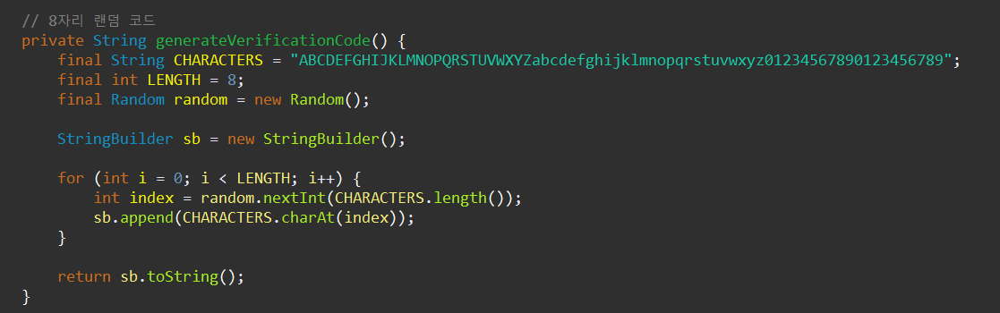 // 8자리 랜덤 코드
private String generateVerificationCode() {
final String CHARACTERS = "ABCDEFGHIJKLMNOPQRSTUVWXYZabcdefghijklmnopqrstuvwxyz01234567890123456789";
final int LENGTH = 8;
final Random random = new Random();
StringBuilder sb = new StringBuilder();
for (int i = 0; i < LENGTH; i++) {
int index = random.nextInt(CHARACTERS.length());
sb.append(CHARACTERS.charAt(index));
}
return sb.toString();
}